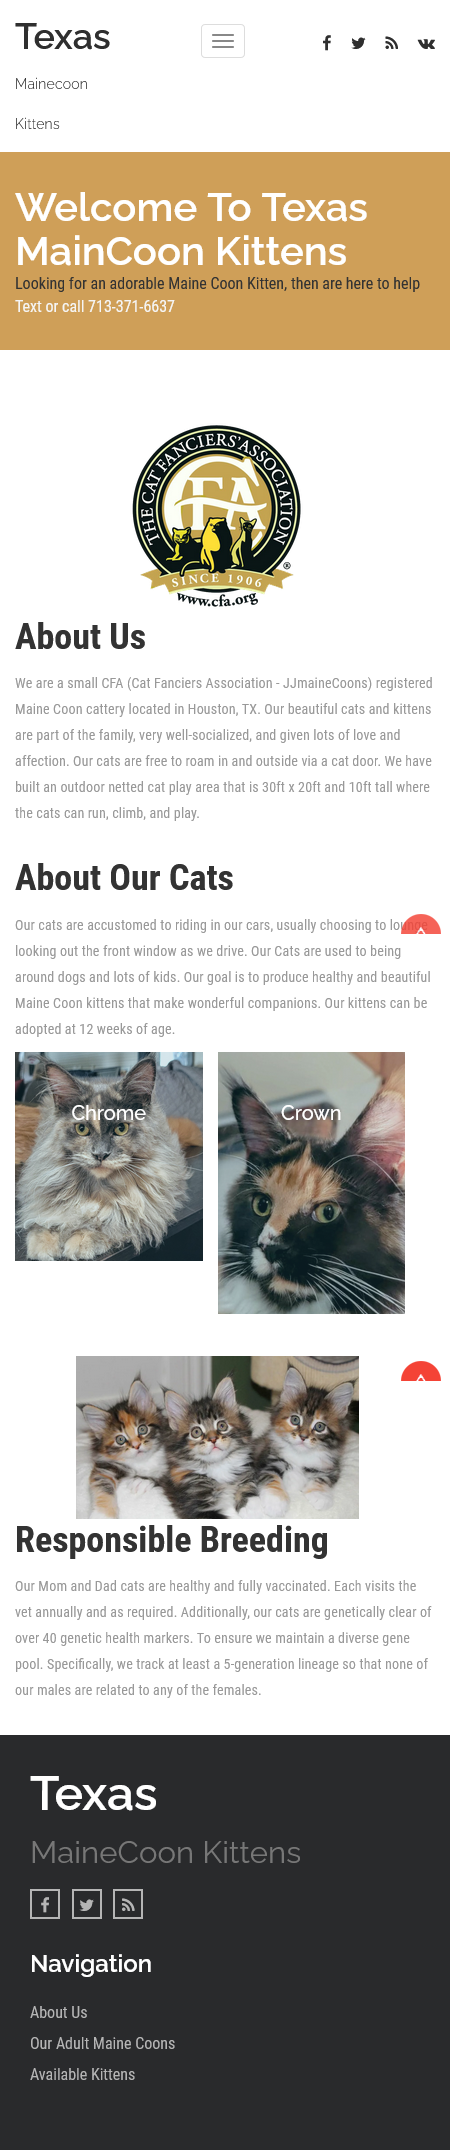 Texas
Mainecoon
Kittens
Welcome To Texas
MainCoon Kittens
Looking for an adorable Maine Coon Kitten, then are here to help
Text or call 713-371-6637
THE CAT FANCIERS' ASSOCIATION
CFA
SINCE 1906
®
www.cfa.org
About Us
We are a small CFA (Cat Fanciers Association - JJmaineCoons) registered
Maine Coon cattery located in Houston, TX. Our beautiful cats and kittens
are part of the family, very well-socialized, and given lots of love and
affection. Our cats are free to roam in and outside via a cat door. We have
built an outdoor netted cat play area that is 30ft x 20ft and 10ft tall where
the cats can run, climb, and play.
About Our Cats
Our cats are accustomed to riding in our cars, usually choosing to lounge
looking out the front window as we drive. Our Cats are used to being
around dogs and lots of kids. Our goal is to produce healthy and beautiful
Maine Coon kittens that make wonderful companions. Our kittens can be
adopted at 12 weeks of age.
Chrome
Crown
Responsible Breeding
Our Mom and Dad cats are healthy and fully vaccinated. Each visits the
vet annually and as required. Additionally, our cats are genetically clear of
over 40 genetic health markers. To ensure we maintain a diverse gene
pool. Specifically, we track at least a 5-generation lineage so that none of
our males are related to any of the females.
Texas
MaineCoon Kittens
Navigation
About Us
Our Adult Maine Coons
Available Kittens